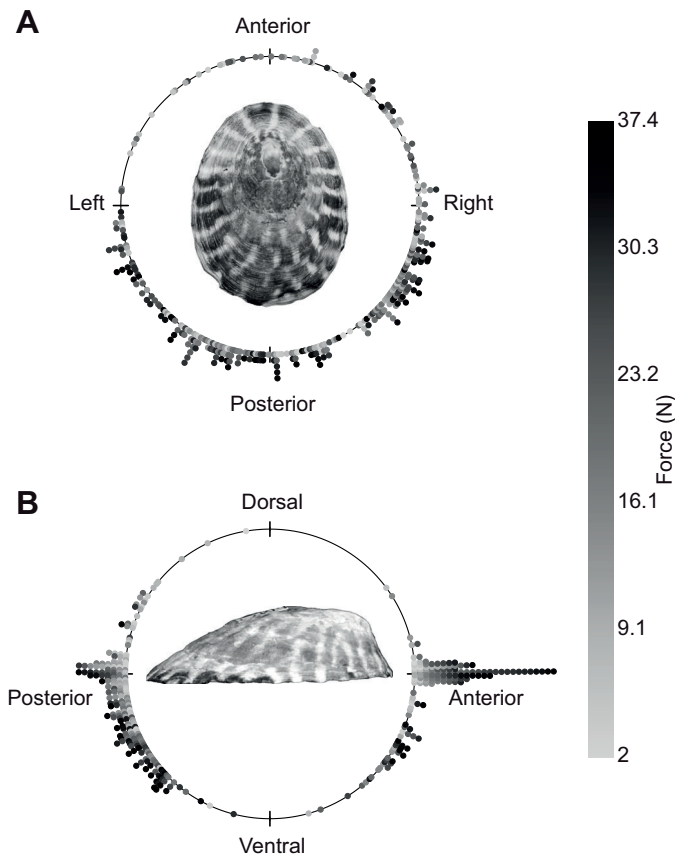 A
Anterior
Left
Right
Posterior
B
Dorsal
Posterior
Anterior
Ventral
37.4
30.3
23.2
16.1
9.1
2
Force (N)